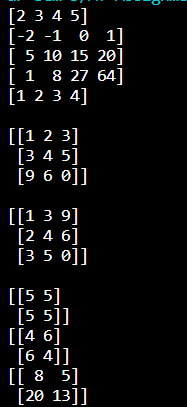 [2 3 4 5]
[-2 -1  0  1]
[ 5 10 15 20]
[ 1  8 27 64]
[1 2 3 4]
[[1 2 3]
 [3 4 5]
 [9 6 0]]
[[1 3 9]
 [2 4 6]
 [3 5 0]]
[[5 5]
 [5 5]]
[[4 6]
 [6 4]]
[[ 8  5]
 [20 13]]